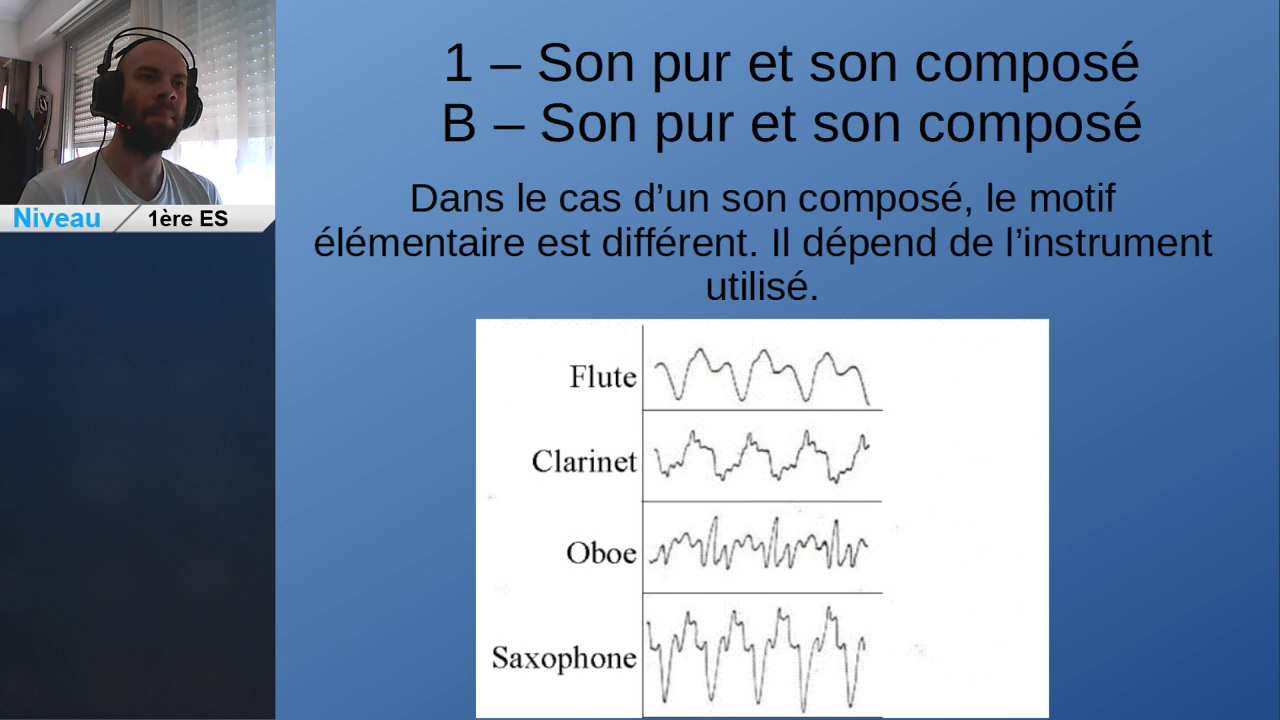 1 – Son pur et son composé
B – Son pur et son composé
Niveau 1ère ES
Dans le cas d’un son composé, le motif
élémentaire est différent. Il dépend de l’instrument
utilisé.
Flute
Clarinet
Oboe
Saxophone